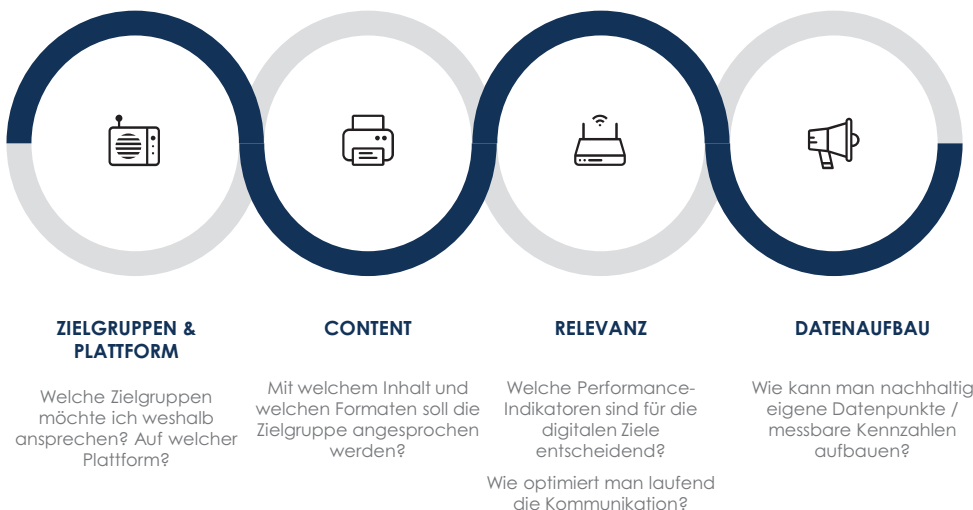 ZIELGRUPPEN &
PLATTFORM
Welche Zielgruppen
möchte ich weshalb
ansprechen? Auf welcher
Plattform?
CONTENT
Mit welchem Inhalt und
welchen Formaten soll die
Zielgruppe angesprochen
werden?
RELEVANZ
Welche Performance-
Indikatoren sind für die
digitalen Ziele
entscheidend?
Wie optimiert man laufend
die Kommunikation?
DATENAUFBAU
Wie kann man nachhaltig
eigene Datenpunkte /
messbare Kennzahlen
aufbauen?